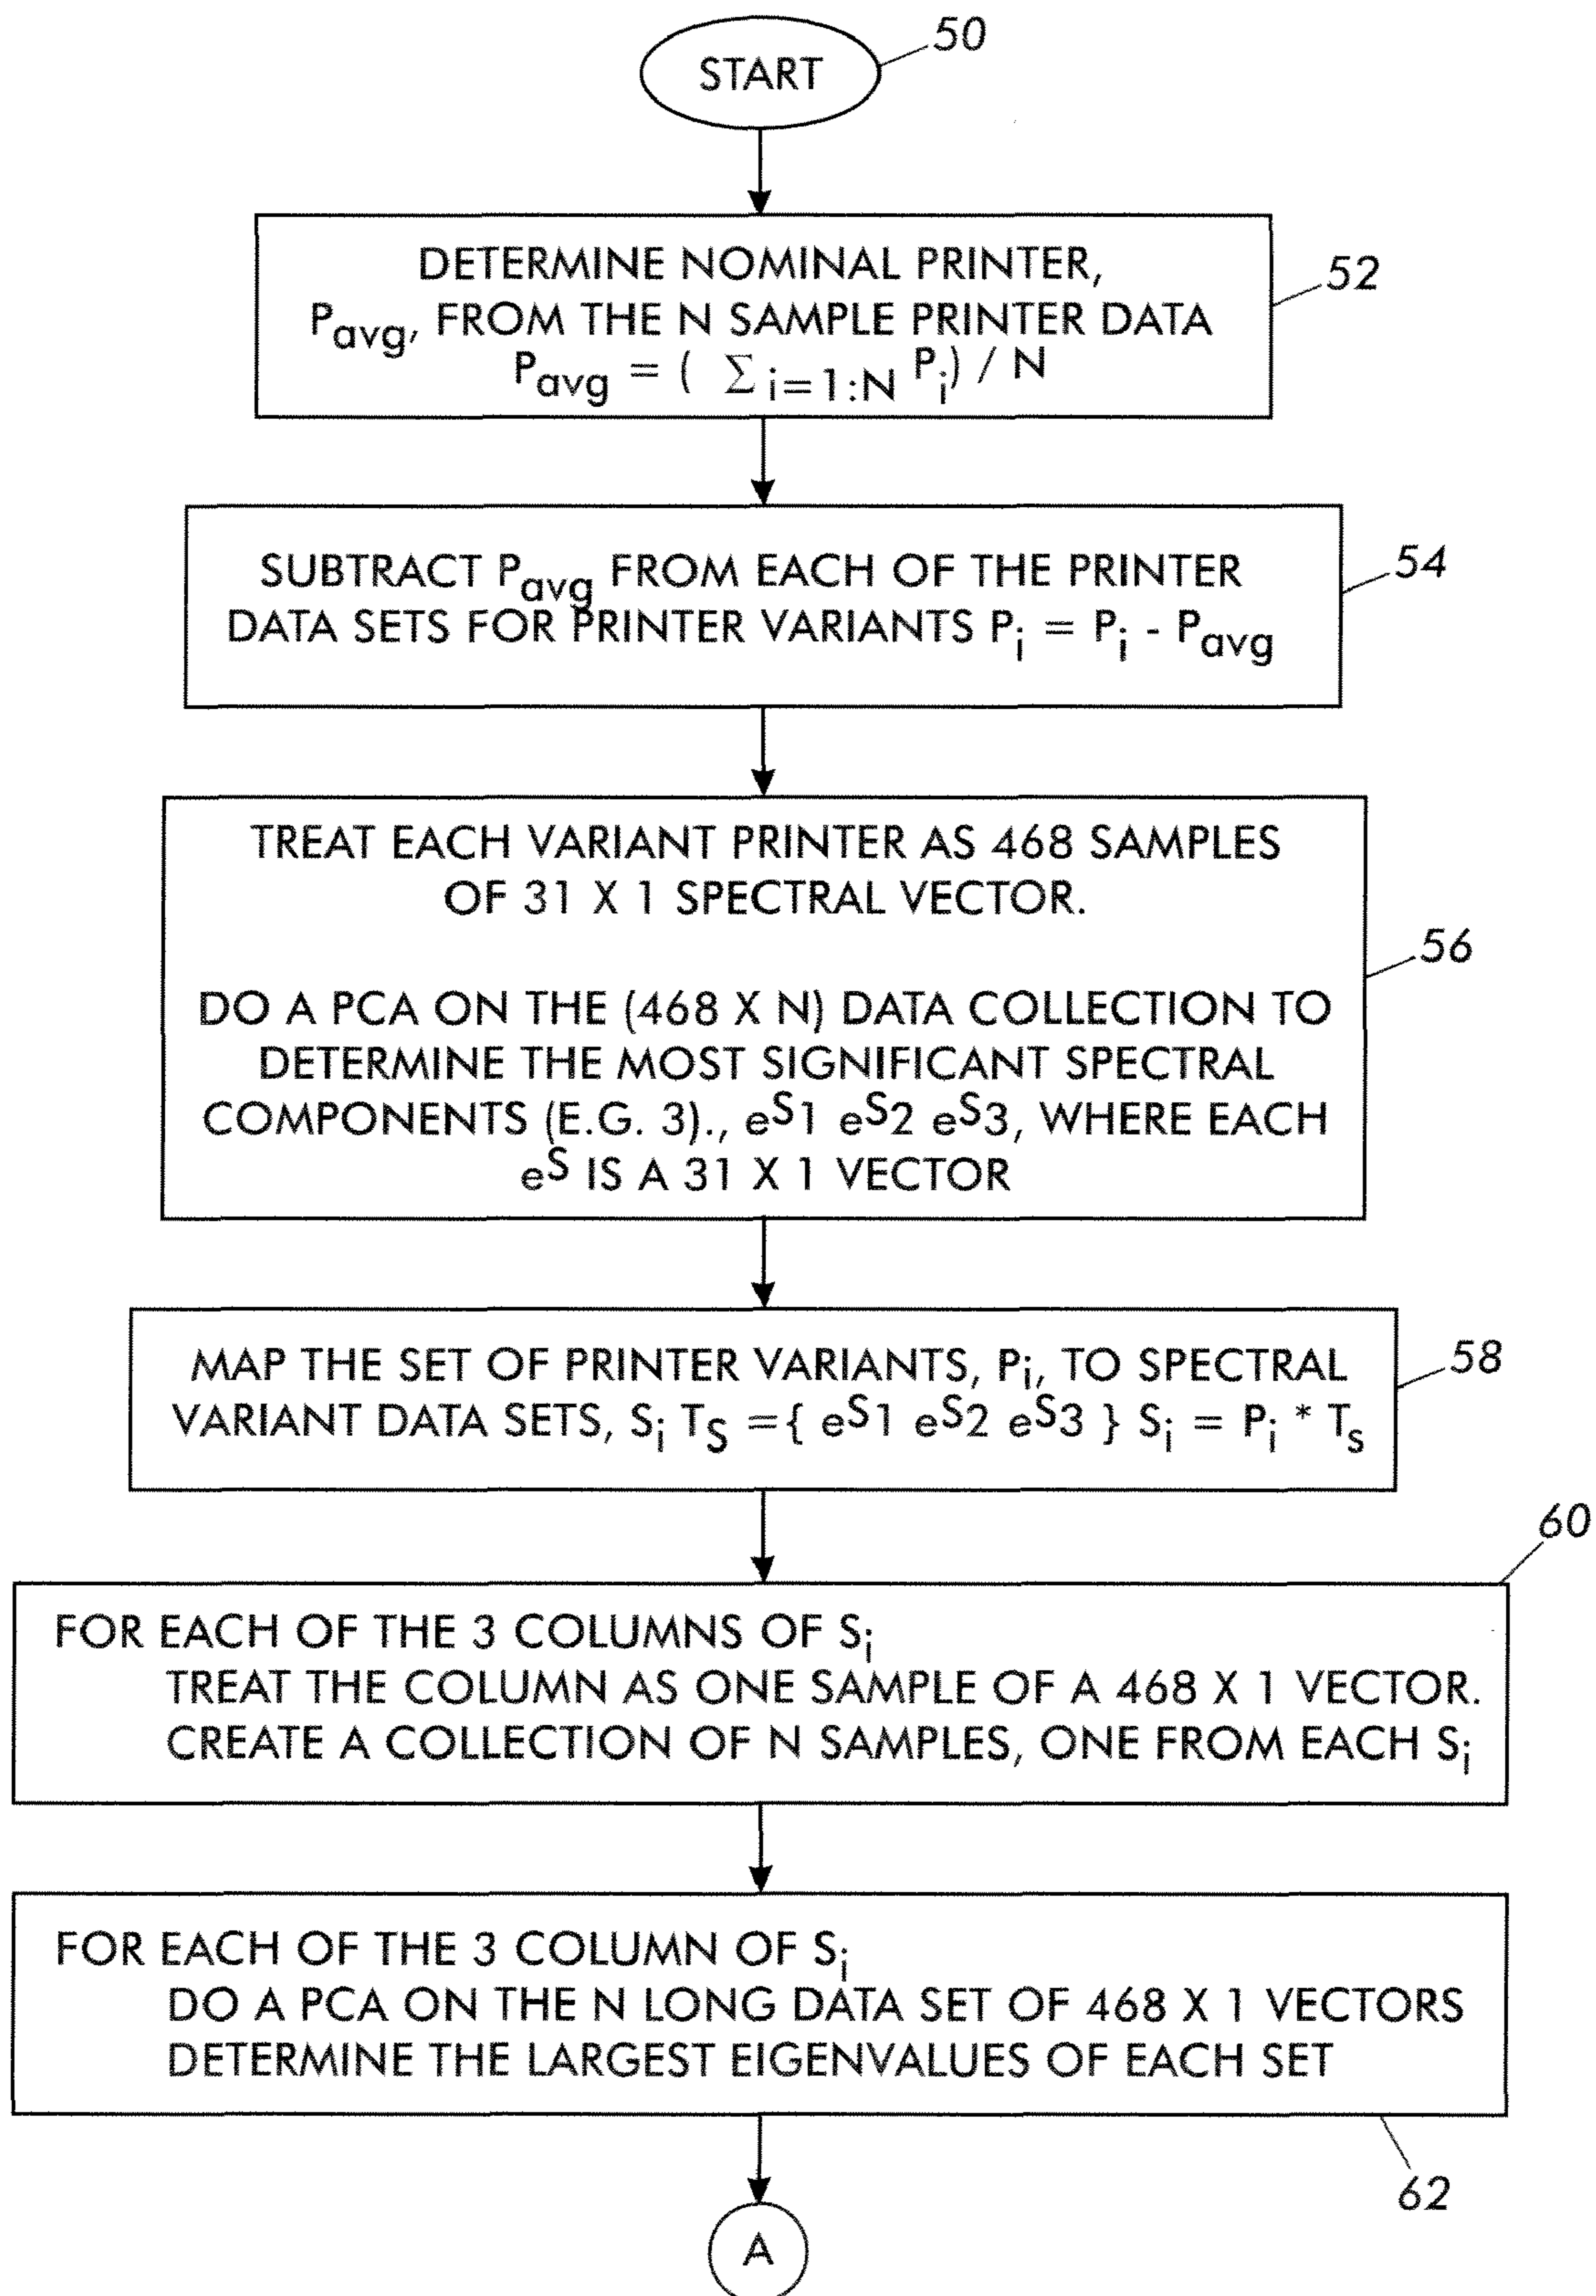 START
50
DETERMINE NOMINAL PRINTER,
Pavg, FROM THE N SAMPLE PRINTER DATA
Pavg = ( Σ i=1:N Pi) / N
52
SUBTRACT Pavg FROM EACH OF THE PRINTER
DATA SETS FOR PRINTER VARIANTS Pi = Pi - Pavg
54
TREAT EACH VARIANT PRINTER AS 468 SAMPLES
OF 31 X 1 SPECTRAL VECTOR.
DO A PCA ON THE (468 X N) DATA COLLECTION TO
DETERMINE THE MOST SIGNIFICANT SPECTRAL
COMPONENTS (E.G. 3)., eS1 eS2 eS3, WHERE EACH
eS IS A 31 X 1 VECTOR
56
MAP THE SET OF PRINTER VARIANTS, Pi, TO SPECTRAL
VARIANT DATA SETS, Si TS ={ eS1 eS2 eS3 } Si = Pi * Ts
58
60
FOR EACH OF THE 3 COLUMNS OF Si
TREAT THE COLUMN AS ONE SAMPLE OF A 468 X 1 VECTOR.
CREATE A COLLECTION OF N SAMPLES, ONE FROM EACH Si
FOR EACH OF THE 3 COLUMN OF Si
DO A PCA ON THE N LONG DATA SET OF 468 X 1 VECTORS
DETERMINE THE LARGEST EIGENVALUES OF EACH SET
62
A